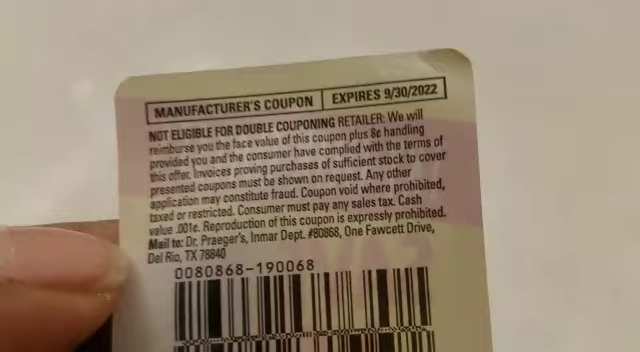 MANUFACTURER'S COUPON EXPIRES 9/30/2022
NOT ELIGIBLE FOR DOUBLE COUPONING RETAILER: We will
reimburse you the face value of this coupon plus 8¢ handling
provided you and the consumer have complied with the terms of
this offer. Invoices proving purchases of sufficient stock to cover
presented coupons must be shown on request. Any other
application may constitute fraud. Coupon void where prohibited,
taxed or restricted. Consumer must pay any sales tax. Cash
value .001¢. Reproduction of this coupon is expressly prohibited.
Mail to: Dr. Praeger's, Inmar Dept. #80868, One Fawcett Drive,
Del Rio, TX 78840
0080868-190068